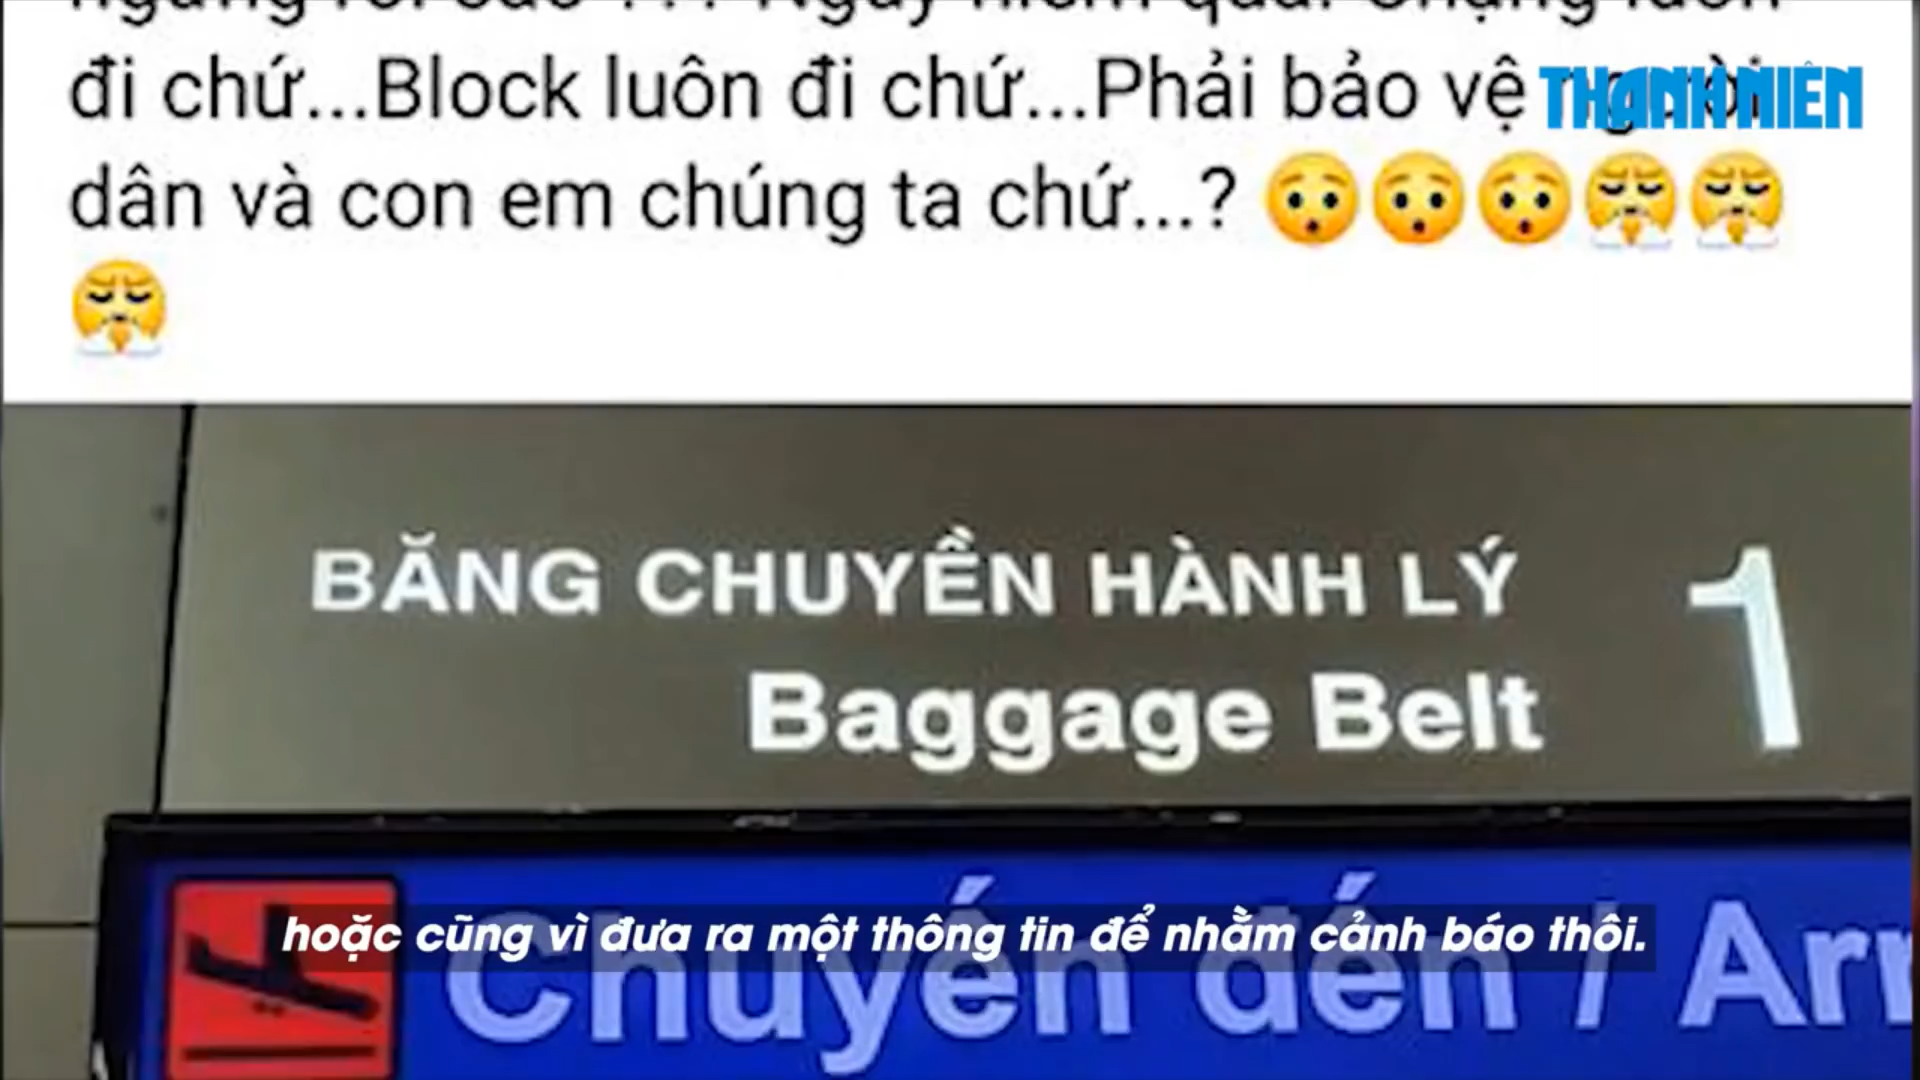 đi chứ...Block luôn đi chứ...Phải bảo vệ người
THANH NIÊN
dân và con em chúng ta chứ...? 😯😯😯😤😤
😤
BĂNG CHUYỀN HÀNH LÝ 1
Baggage Belt
Chuyến đến / Arr
hoặc cũng vì đưa ra một thông tin để nhằm cảnh báo thôi.